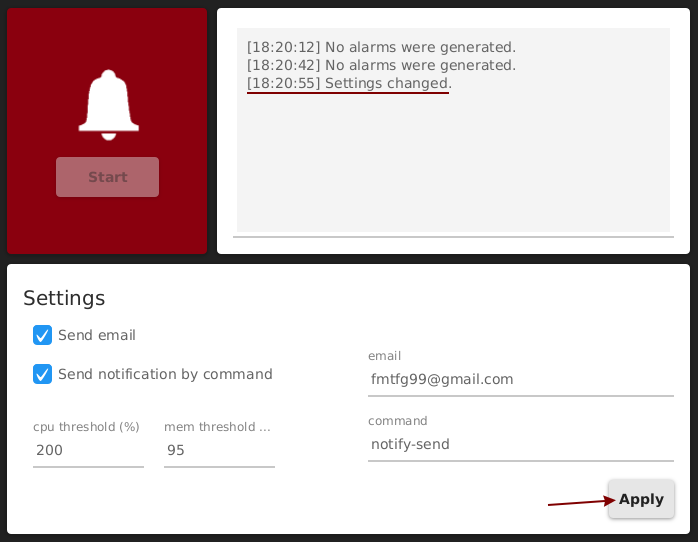 Start
[18:20:12] No alarms were generated.
[18:20:42] No alarms were generated.
[18:20:55] Settings changed.
Settings
Send email
Send notification by command
email
fmtfg99@gmail.com
cpu threshold (%)
mem threshold ...
200
95
command
notify-send
Apply